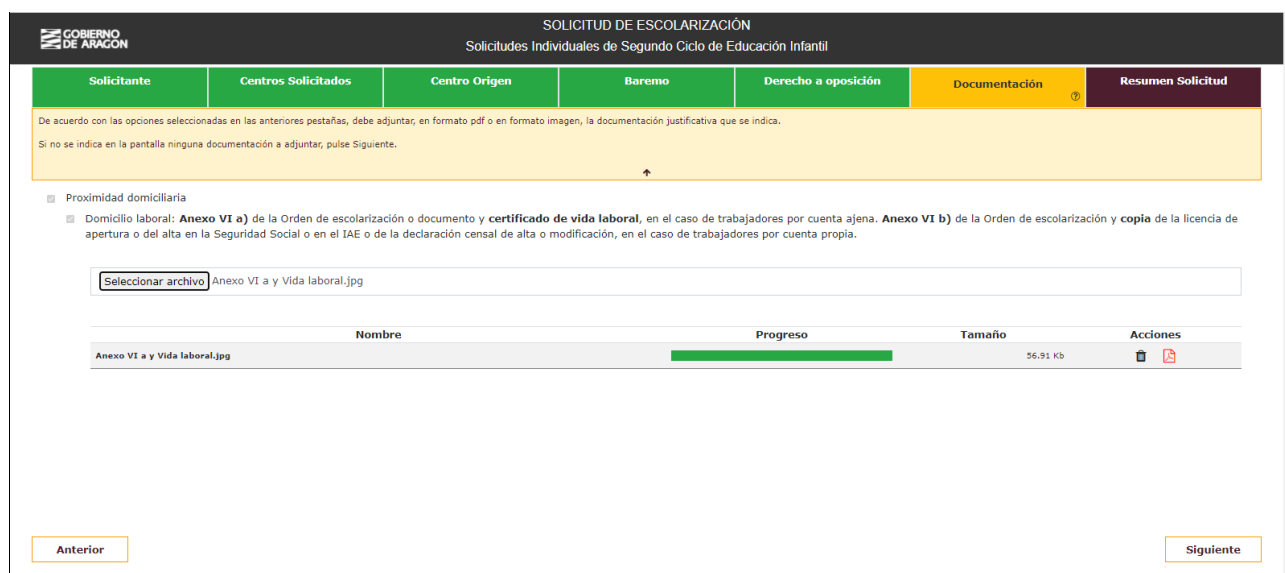 GOBIERNO
DE ARAGON
SOLICITUD DE ESCOLARIZACIÓN
Solicitudes Individuales de Segundo Ciclo de Educación Infantil
Solicitante
Centros Solicitados
Centro Origen
Baremo
Derecho a oposición
Documentación
Resumen Solicitud
De acuerdo con las opciones seleccionadas en las anteriores pestañas, debe adjuntar, en formato pdf o en formato imagen, la documentación justificativa que se indica.
Si no se indica en la pantalla ninguna documentación a adjuntar, pulse Siguiente.
Proximidad domiciliaria
Domicilio laboral: Anexo VI a) de la Orden de escolarización o documento y certificado de vida laboral, en el caso de trabajadores por cuenta ajena. Anexo VI b) de la Orden de escolarización y copia de la licencia de
apertura o del alta en la Seguridad Social o en el IAE o de la declaración censal de alta o modificación, en el caso de trabajadores por cuenta propia.
Seleccionar archivo Anexo VI a y Vida laboral.jpg
Nombre Progreso Tamaño Acciones
Anexo VI a y Vida laboral.jpg 56.91 Kb
Anterior
Siguiente